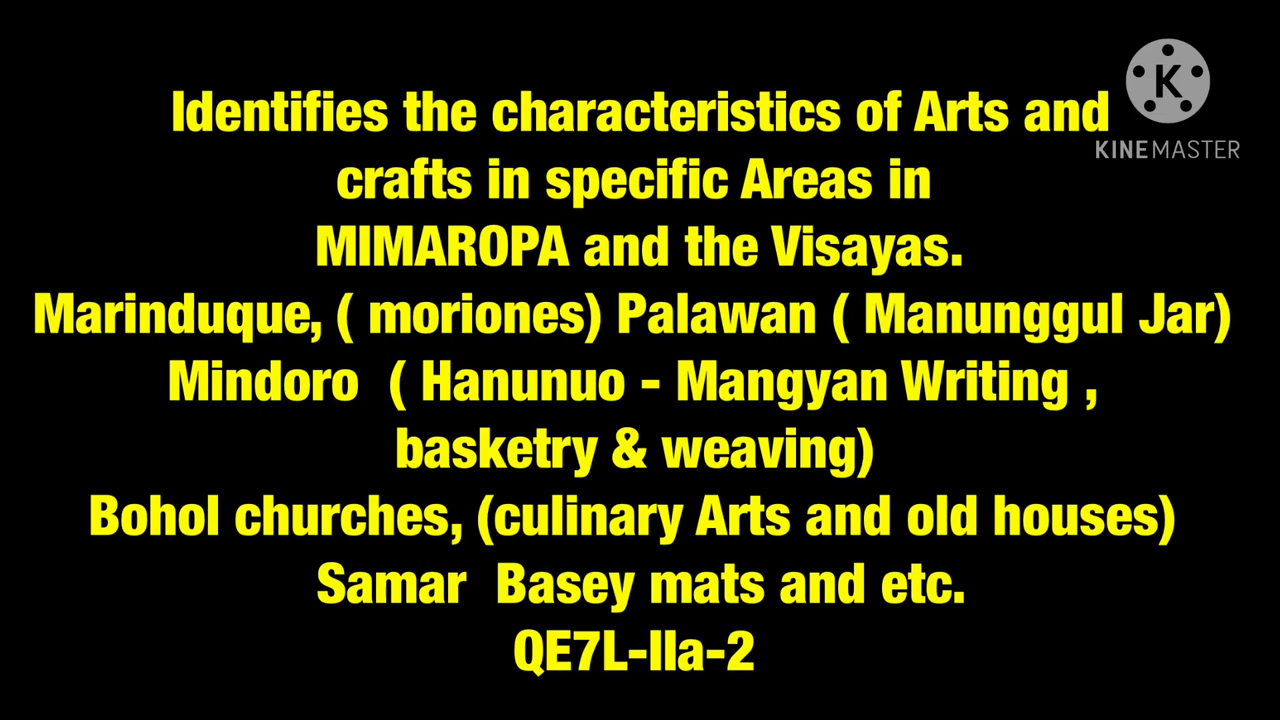 Identifies the characteristics of Arts and
crafts in specific Areas in
MIMAROPA and the Visayas.
Marinduque, ( moriones) Palawan ( Manunggul Jar)
Mindoro ( Hanunuo - Mangyan Writing ,
basketry & weaving)
Bohol churches, (culinary Arts and old houses)
Samar Basey mats and etc.
QE7L-IIa-2
K
KINEMASTER